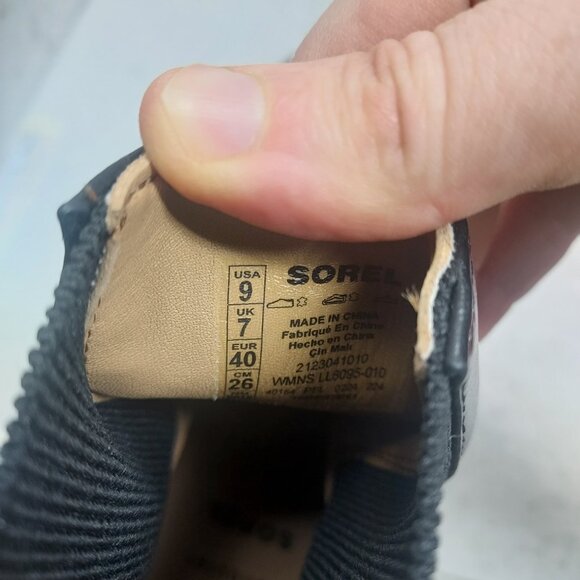 USA
9
UK
7
EUR
40
CM
26
SOREL
MADE IN CHINA
Fabriqué En Chine
Hecho en China
Çin Malı
2123041010
WMNS LL6095-010